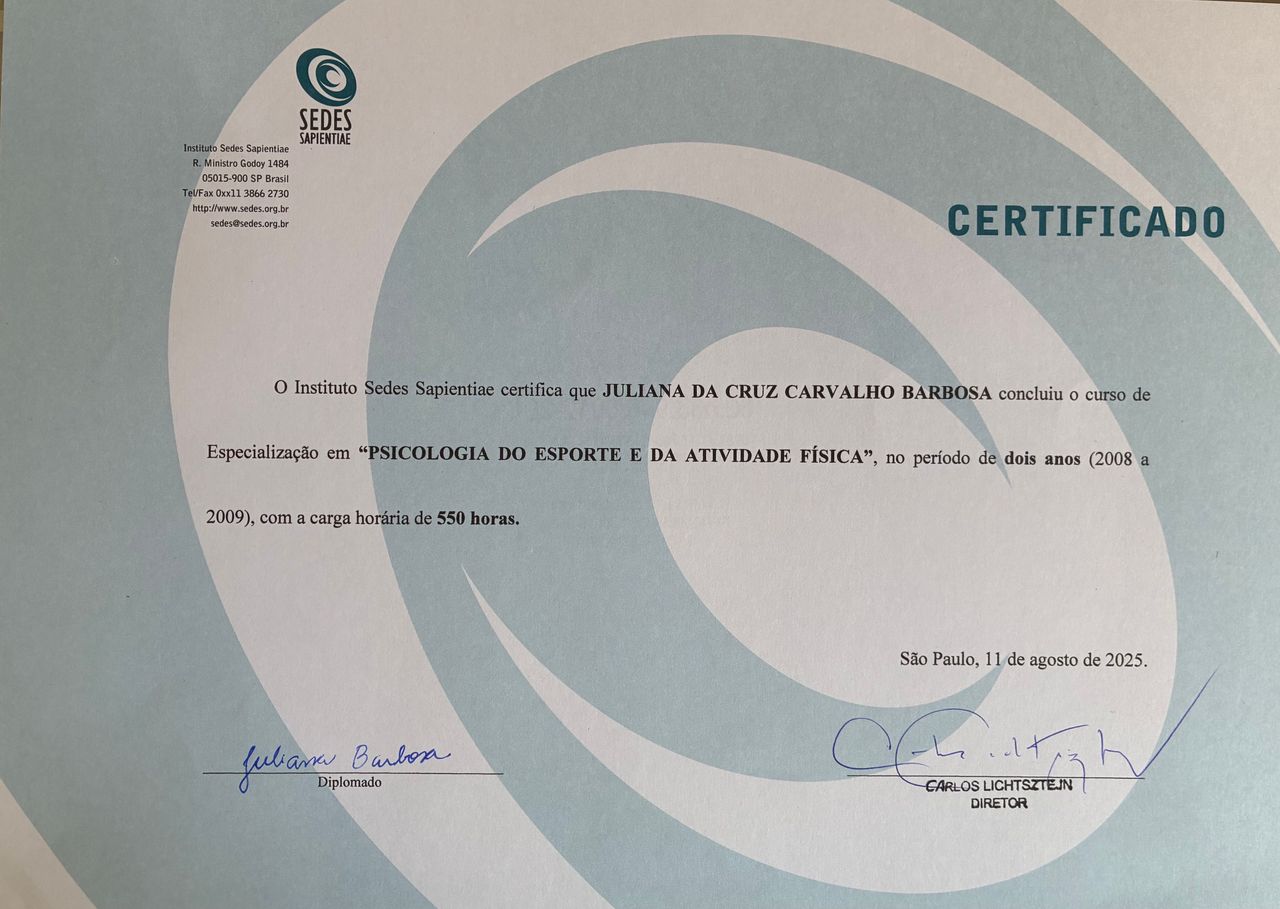 SEDES
SAPIENTIAE
Instituto Sedes Sapientiae
R. Ministro Godoy 1484
05015-900 SP Brasil
Tel/Fax 0xx11 3866 2730
http://www.sedes.org.br
sedes@sedes.org.br
CERTIFICADO
O Instituto Sedes Sapientiae certifica que JULIANA DA CRUZ CARVALHO BARBOSA concluiu o curso de
Especialização em “PSICOLOGIA DO ESPORTE E DA ATIVIDADE FÍSICA”, no período de dois anos (2008 a
2009), com a carga horária de 550 horas.
São Paulo, 11 de agosto de 2025.
Juliana Barbosa
Diplomado
CARLOS LICHTSZTEJN
DIRETOR